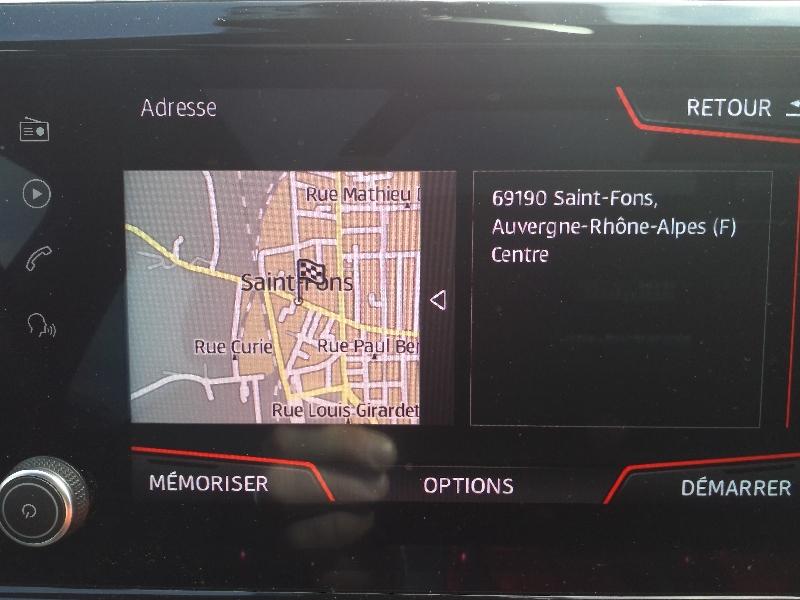 Adresse
RETOUR
Rue Mathieu
69190 Saint-Fons,
Auvergne-Rhône-Alpes (F)
Centre
Saint-Fons
Rue Curie
Rue Paul Ber
Rue Louis Girardet
MÉMORISER
OPTIONS
DÉMARRER